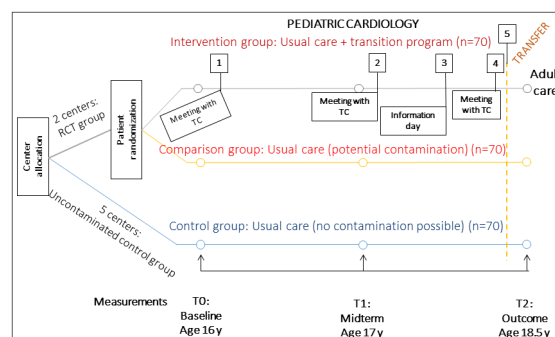 PEDIATRIC CARDIOLOGY
Intervention group: Usual care + transition program (n=70)
5
TRANSFER
1
2
3
4
Adul
care
Meeting with TC
Meeting with
TC
Information
day
Meeting with
TC
2 centers:
RCT group
Patient
randomization
Center
allocation
Comparison group: Usual care (potential contamination) (n=70)
5 centers:
Uncontaminated control group
Control group: Usual care (no contamination possible) (n=70)
Measurements
T0:
Baseline
Age 16 y
T1:
Midterm
Age 17 y
T2:
Outcome
Age 18.5 y